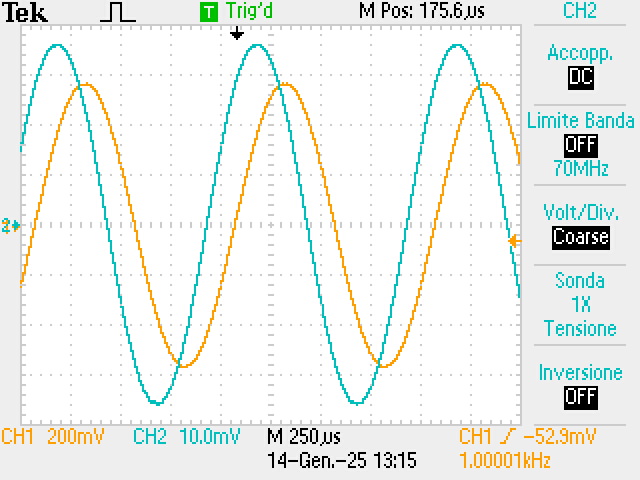 Tek T Trig'd M Pos: 175.6µs CH2
Accopp.
DC
Limite Banda
OFF
70MHz
Volt/Div.
Coarse
Sonda
1X
Tensione
Inversione
OFF
2
CH1 200mV CH2 10.0mV M 250µs CH1 -52.9mV
14-Gen.-25 13:15 1.00001kHz